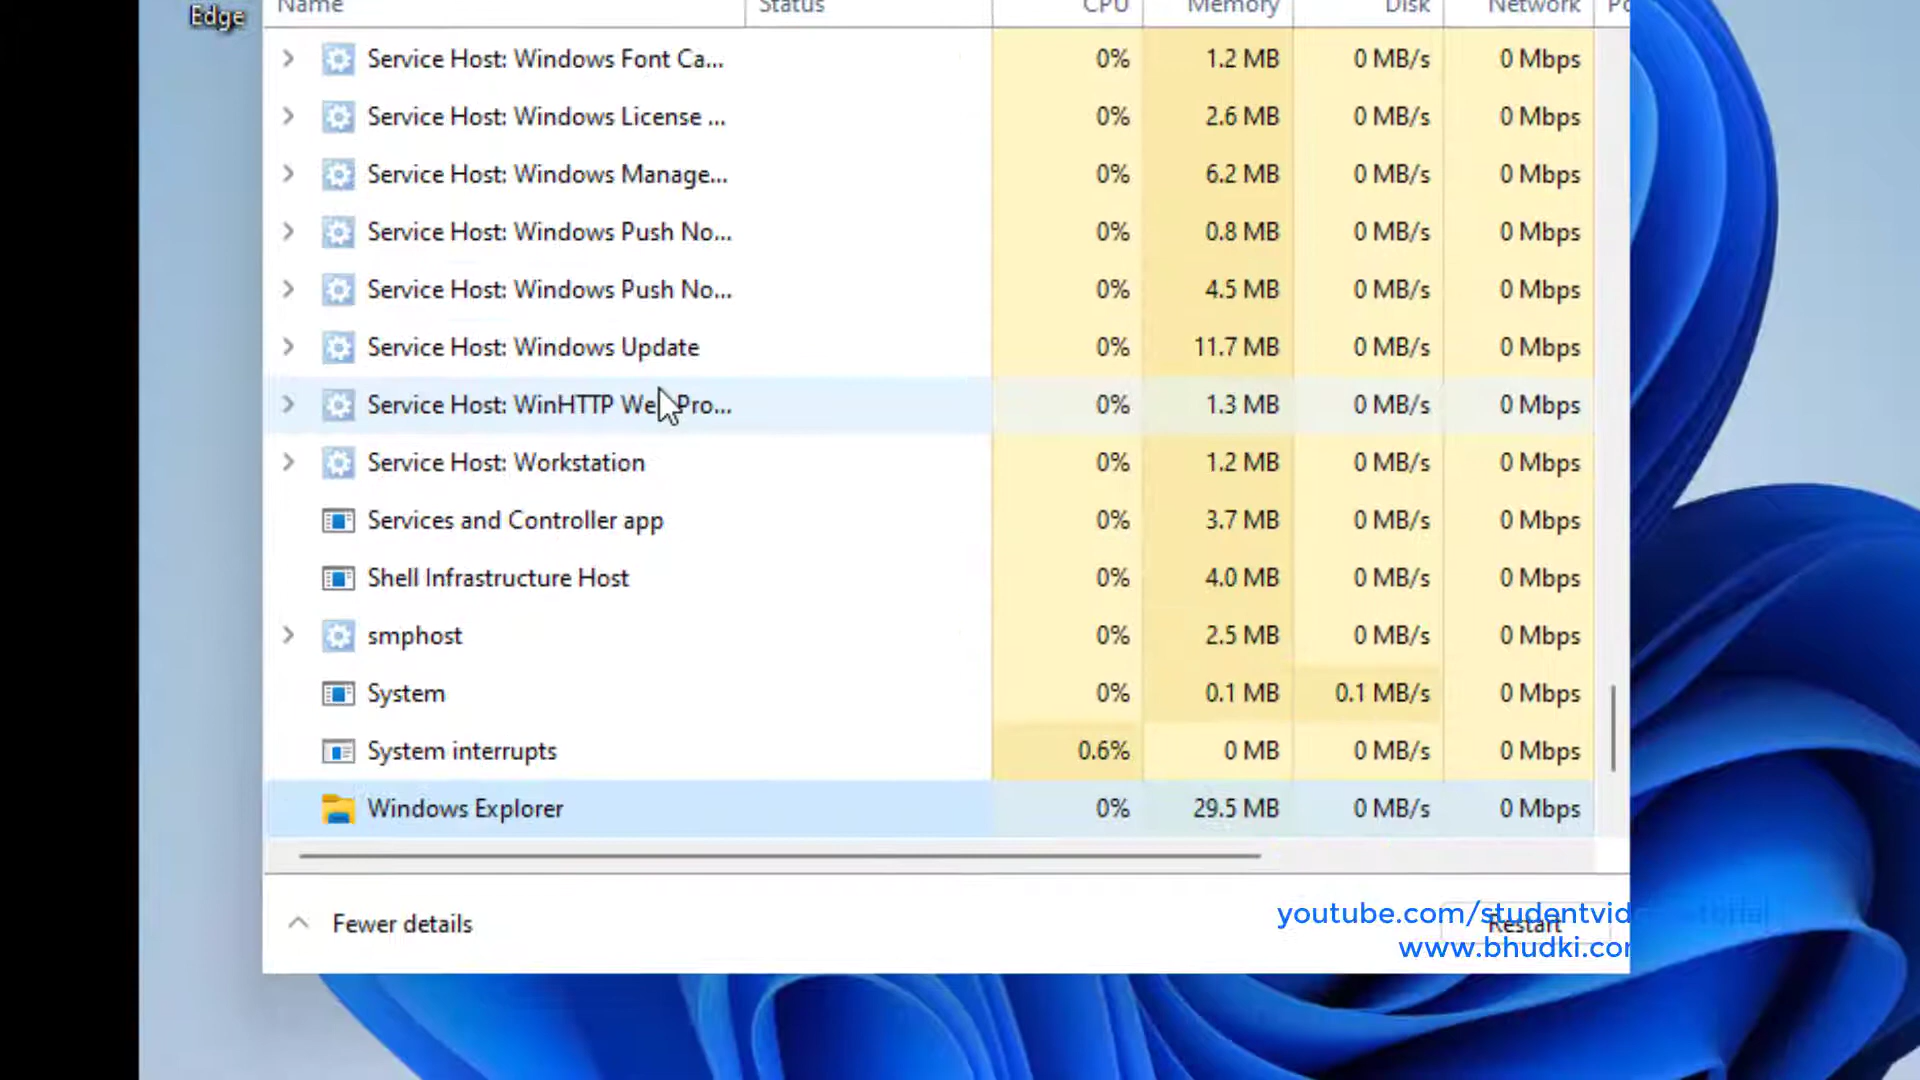 Edge
Name Status CPU Memory Disk Network
Service Host: Windows Font Ca... 0% 1.2 MB 0 MB/s 0 Mbps
Service Host: Windows License ... 0% 2.6 MB 0 MB/s 0 Mbps
Service Host: Windows Manage... 0% 6.2 MB 0 MB/s 0 Mbps
Service Host: Windows Push No... 0% 0.8 MB 0 MB/s 0 Mbps
Service Host: Windows Push No... 0% 4.5 MB 0 MB/s 0 Mbps
Service Host: Windows Update 0% 11.7 MB 0 MB/s 0 Mbps
Service Host: WinHTTP Pro... 0% 1.3 MB 0 MB/s 0 Mbps
Service Host: Workstation 0% 1.2 MB 0 MB/s 0 Mbps
Services and Controller app 0% 3.7 MB 0 MB/s 0 Mbps
Shell Infrastructure Host 0% 4.0 MB 0 MB/s 0 Mbps
smphost 0% 2.5 MB 0 MB/s 0 Mbps
System 0% 0.1 MB 0.1 MB/s 0 Mbps
System interrupts 0.6% 0 MB 0 MB/s 0 Mbps
Windows Explorer 0% 29.5 MB 0 MB/s 0 Mbps
Fewer details Restart